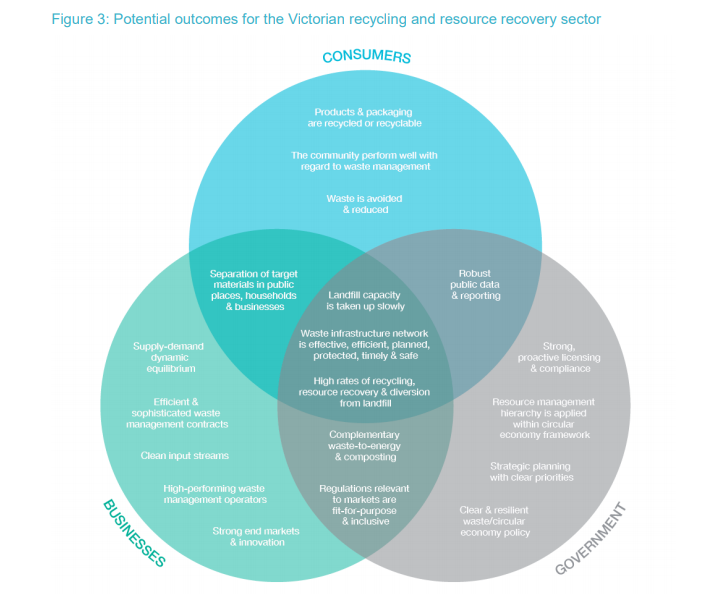 Figure 3: Potential outcomes for the Victorian recycling and resource recovery sector
CONSUMERS
Products & packaging
are recycled or recyclable
The community perform well with
regard to waste management
Waste is avoided
& reduced
Separation of target
materials in public
places, households
& businesses
Robust
public data
& reporting
Landfill capacity
is taken up slowly
Waste infrastructure network
is effective, efficient, planned,
protected, timely & safe
High rates of recycling,
resource recovery & diversion
from landfill
Supply-demand
dynamic
equilibrium
Efficient &
sophisticated waste
management contracts
Clean input streams
High-performing waste
management operators
Strong end markets
& innovation
Complementary
waste-to-energy
& composting
Regulations relevant
to markets are
fit-for-purpose
& inclusive
Strong,
proactive licensing
& compliance
Resource management
hierarchy is applied
within circular
economy framework
Strategic planning
with clear priorities
Clear & resilient
waste/circular
economy policy
BUSINESSES
GOVERNMENT